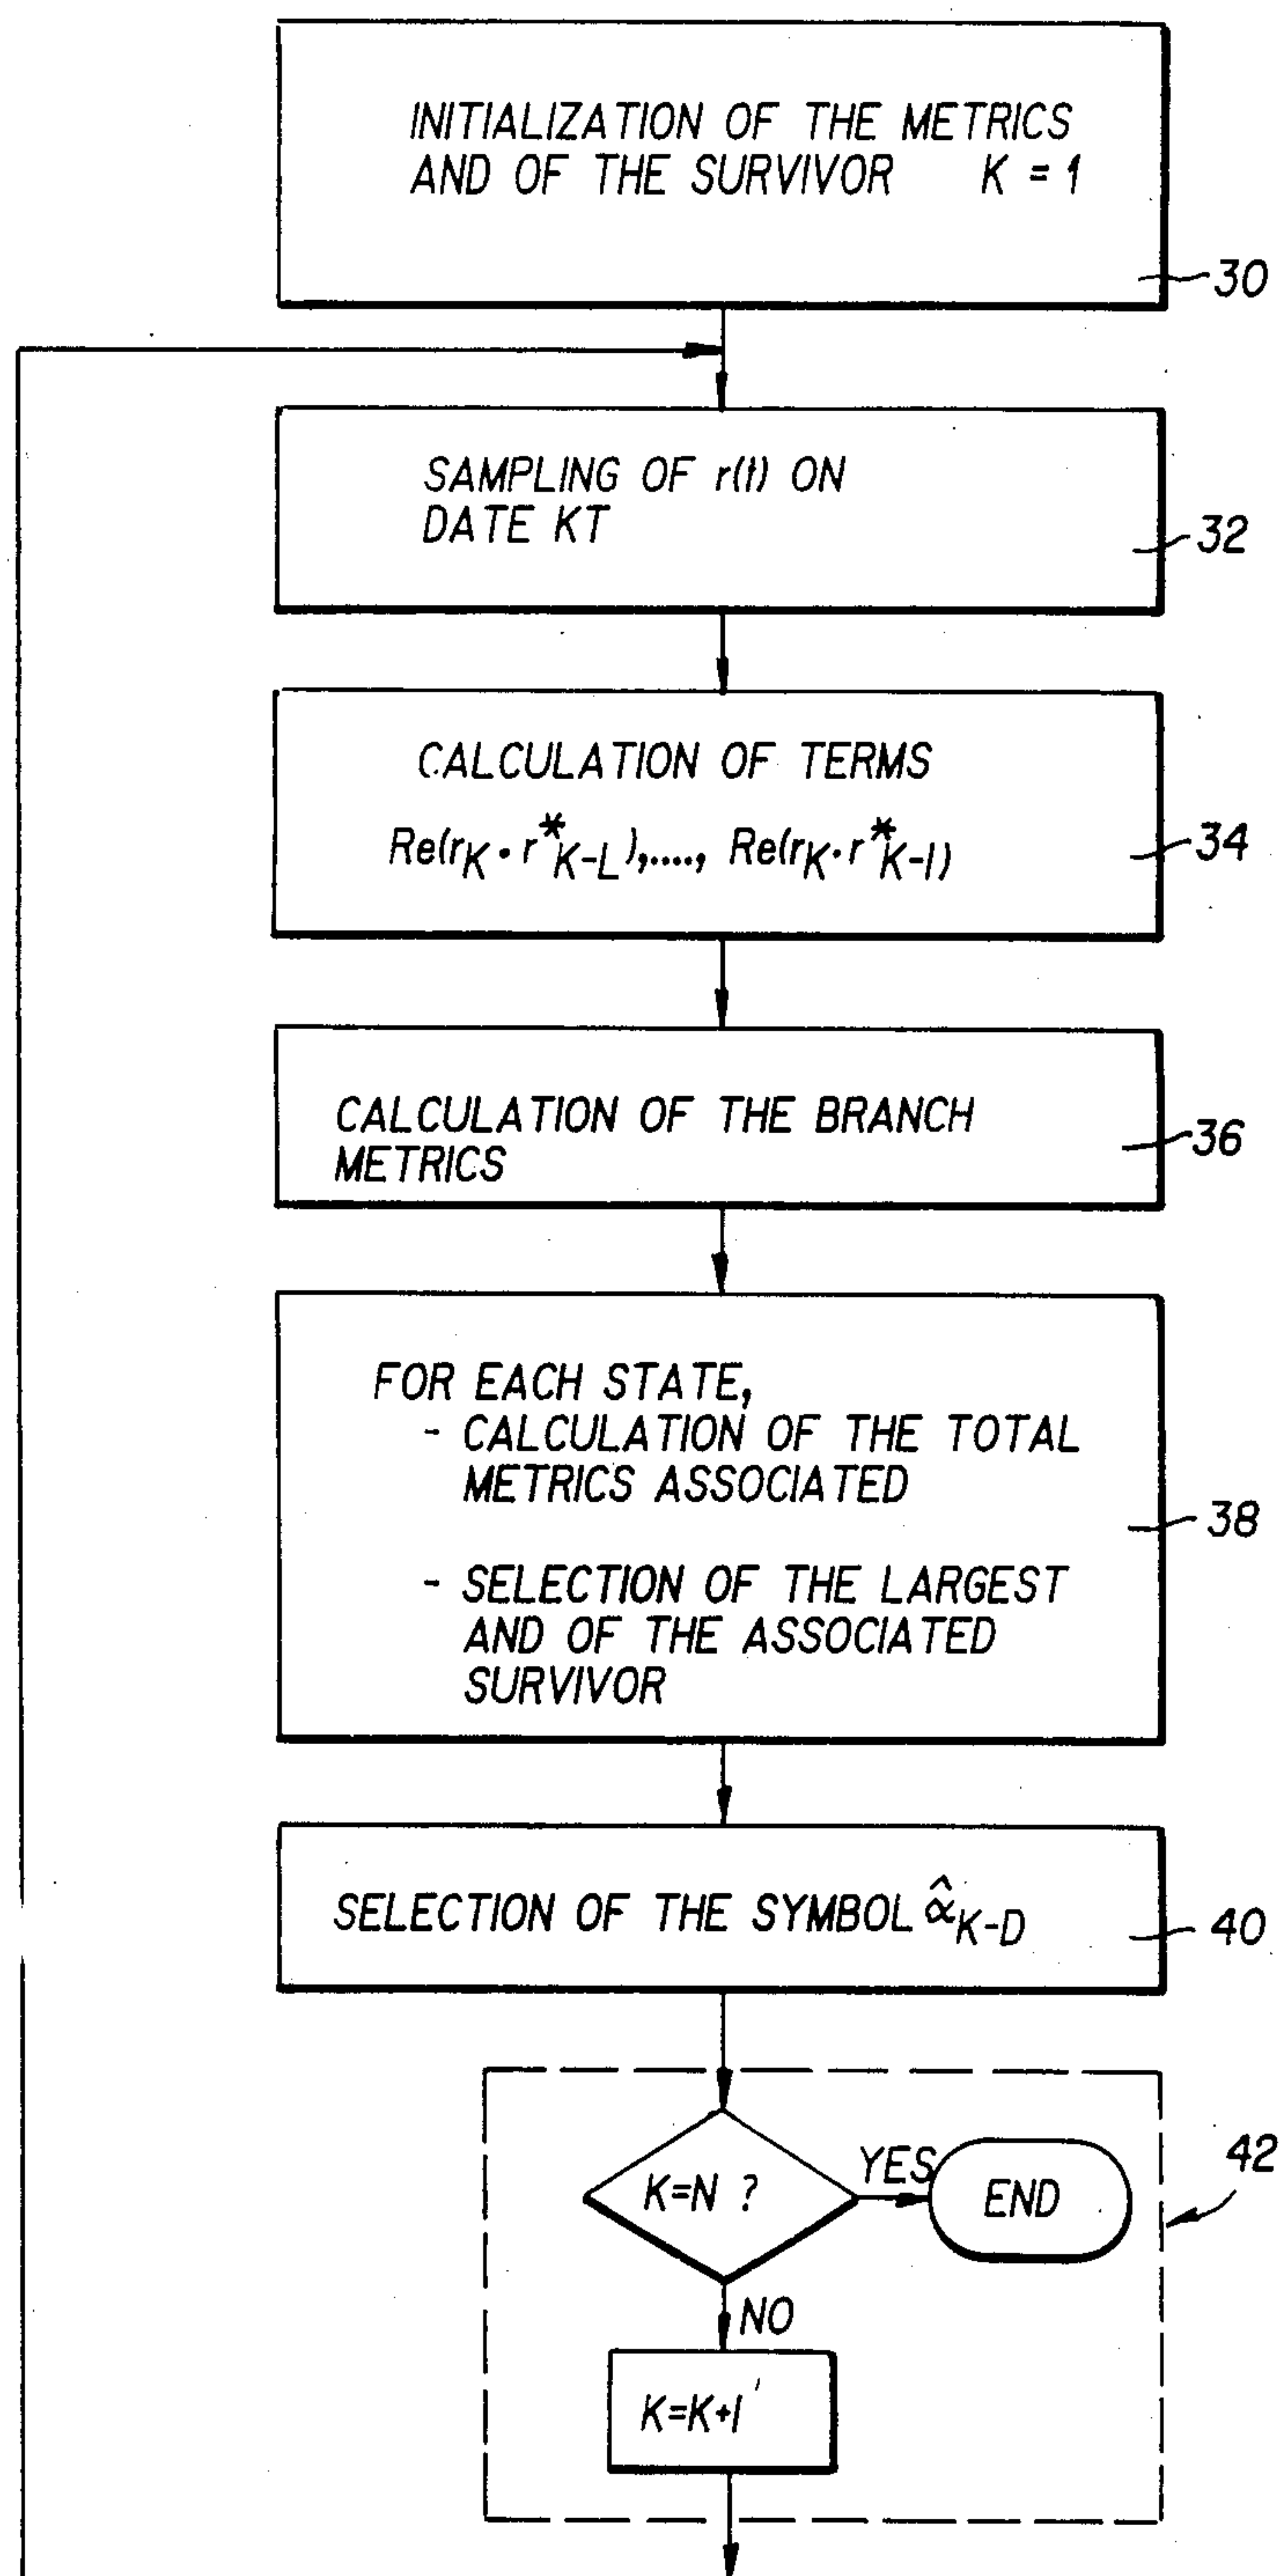 INITIALIZATION OF THE METRICS
AND OF THE SURVIVOR K = 1
30
SAMPLING OF r(t) ON
DATE KT
32
CALCULATION OF TERMS
Re(r_K · r*_{K-L}),...., Re(r_K · r*_{K-1})
34
CALCULATION OF THE BRANCH
METRICS
36
FOR EACH STATE,
- CALCULATION OF THE TOTAL
METRICS ASSOCIATED
38
- SELECTION OF THE LARGEST
AND OF THE ASSOCIATED
SURVIVOR
SELECTION OF THE SYMBOL α̂_{K-D}
40
42
K=N ?
YES
END
NO
K=K+1